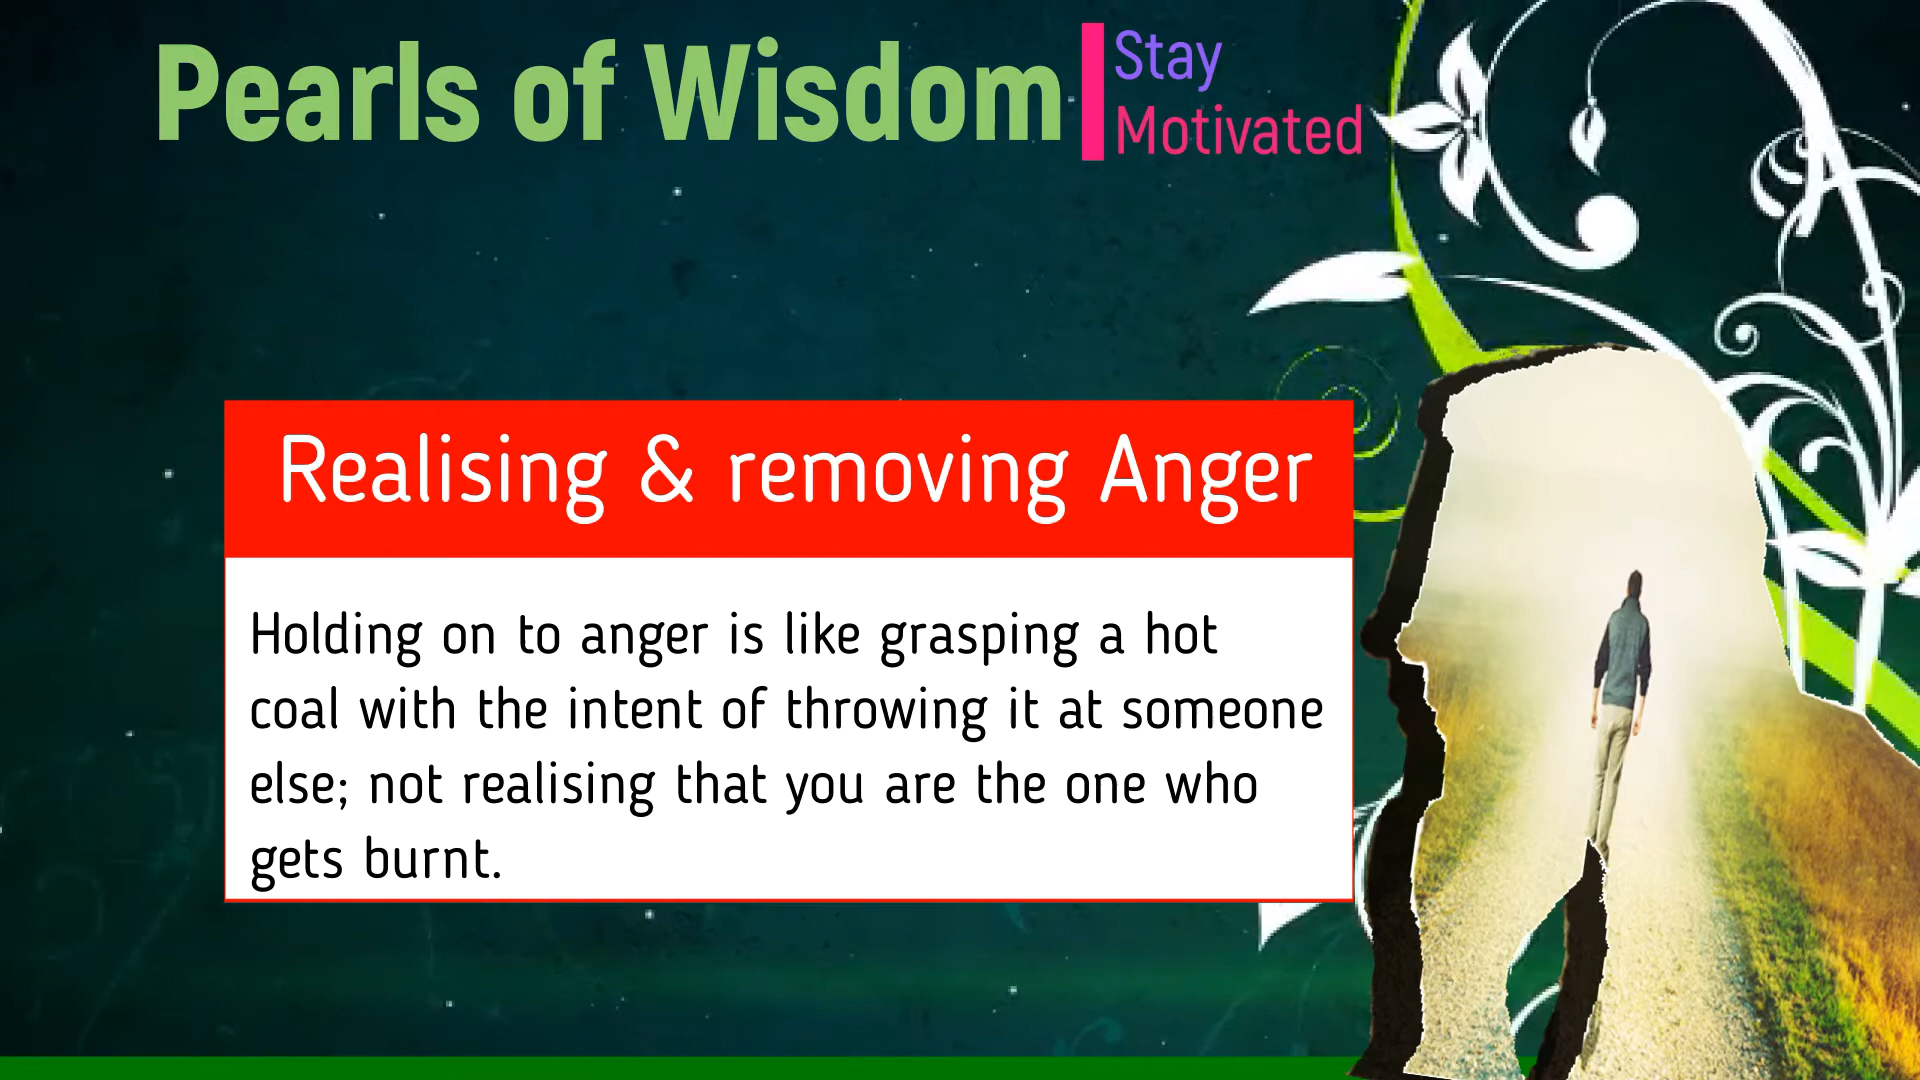 Pearls of Wisdom
Stay
Motivated
Realising & removing Anger
Holding on to anger is like grasping a hot
coal with the intent of throwing it at someone
else; not realising that you are the one who
gets burnt.